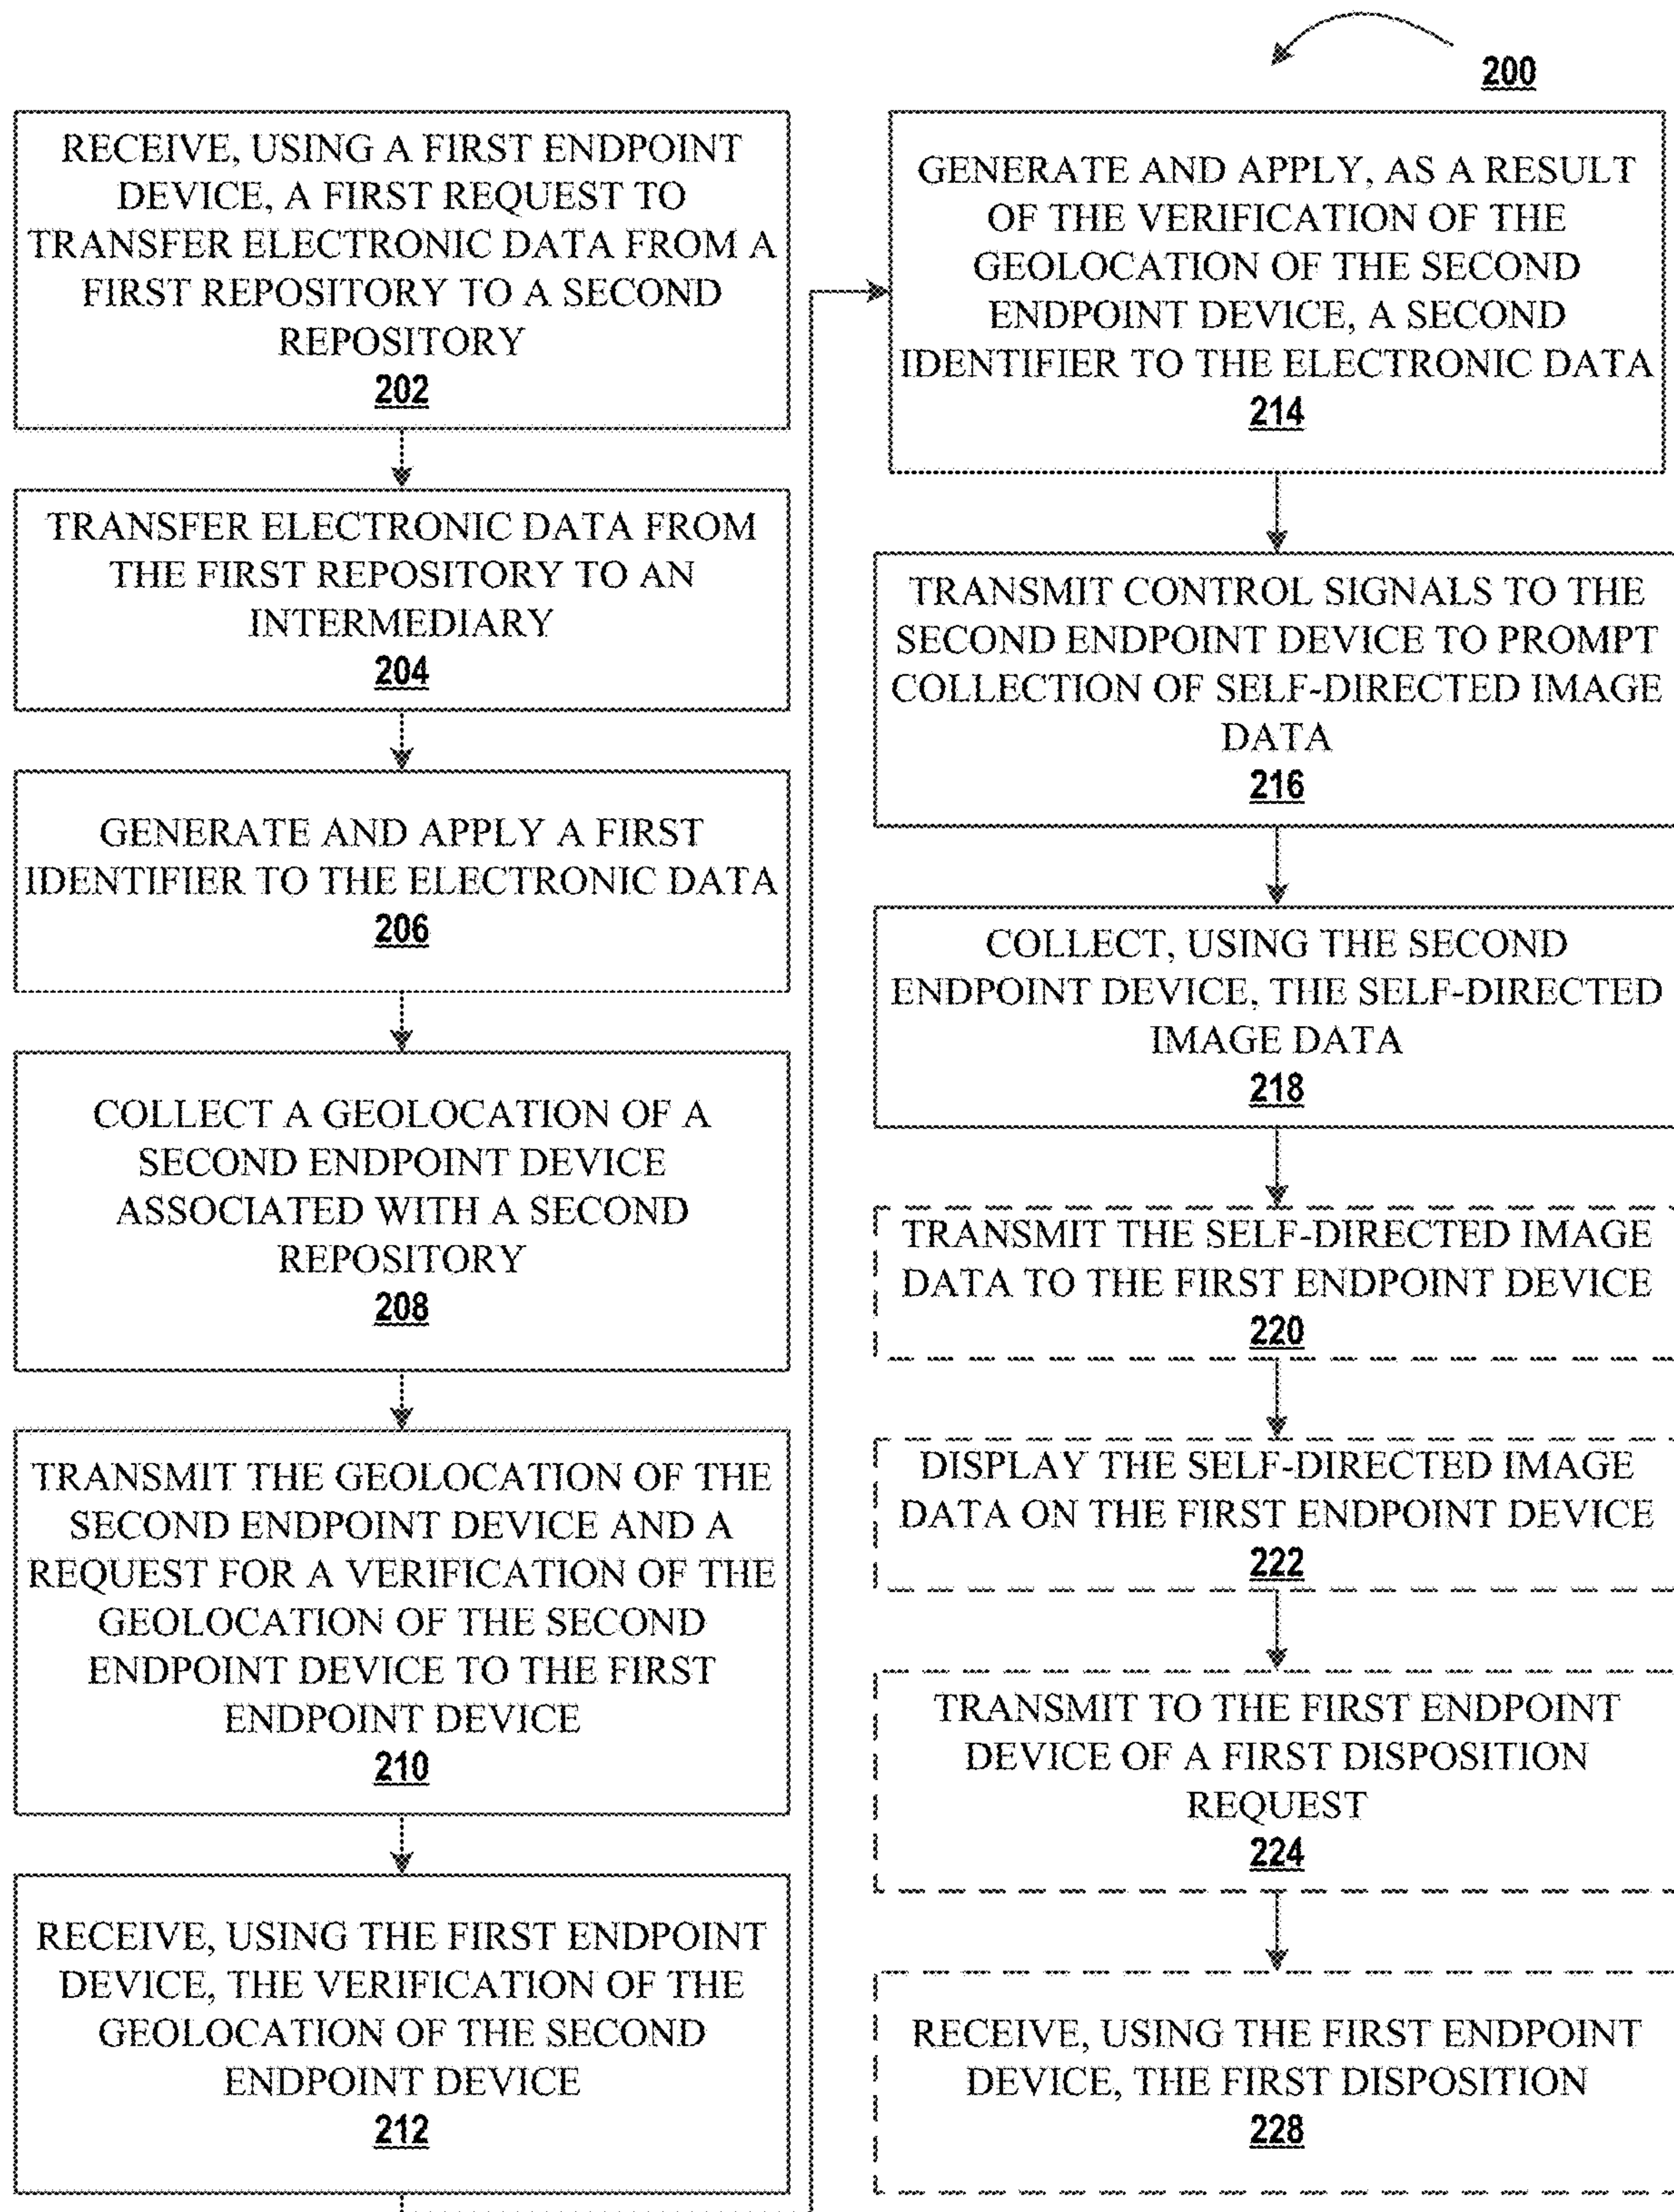 200
RECEIVE, USING A FIRST ENDPOINT
DEVICE, A FIRST REQUEST TO
TRANSFER ELECTRONIC DATA FROM A
FIRST REPOSITORY TO A SECOND
REPOSITORY
202
TRANSFER ELECTRONIC DATA FROM
THE FIRST REPOSITORY TO AN
INTERMEDIARY
204
GENERATE AND APPLY A FIRST
IDENTIFIER TO THE ELECTRONIC DATA
206
COLLECT A GEOLOCATION OF A
SECOND ENDPOINT DEVICE
ASSOCIATED WITH A SECOND
REPOSITORY
208
TRANSMIT THE GEOLOCATION OF THE
SECOND ENDPOINT DEVICE AND A
REQUEST FOR A VERIFICATION OF THE
GEOLOCATION OF THE SECOND
ENDPOINT DEVICE TO THE FIRST
ENDPOINT DEVICE
210
RECEIVE, USING THE FIRST ENDPOINT
DEVICE, THE VERIFICATION OF THE
GEOLOCATION OF THE SECOND
ENDPOINT DEVICE
212
GENERATE AND APPLY, AS A RESULT
OF THE VERIFICATION OF THE
GEOLOCATION OF THE SECOND
ENDPOINT DEVICE, A SECOND
IDENTIFIER TO THE ELECTRONIC DATA
214
TRANSMIT CONTROL SIGNALS TO THE
SECOND ENDPOINT DEVICE TO PROMPT
COLLECTION OF SELF-DIRECTED IMAGE
DATA
216
COLLECT, USING THE SECOND
ENDPOINT DEVICE, THE SELF-DIRECTED
IMAGE DATA
218
TRANSMIT THE SELF-DIRECTED IMAGE
DATA TO THE FIRST ENDPOINT DEVICE
220
DISPLAY THE SELF-DIRECTED IMAGE
DATA ON THE FIRST ENDPOINT DEVICE
222
TRANSMIT TO THE FIRST ENDPOINT
DEVICE OF A FIRST DISPOSITION
REQUEST
224
RECEIVE, USING THE FIRST ENDPOINT
DEVICE, THE FIRST DISPOSITION
228